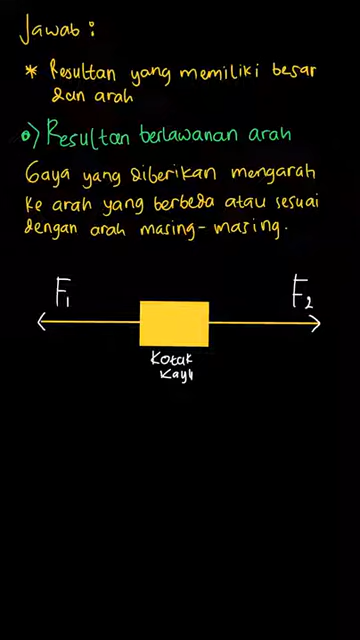 Jawab :
* Resultan yang memiliki besar
dan arah
•) Resultan berlawanan arah
Gaya yang diberikan mengarah
ke arah yang berbeda atau sesuai
dengan arah masing-masing.
F₁ F₂
Kotak
Kayu